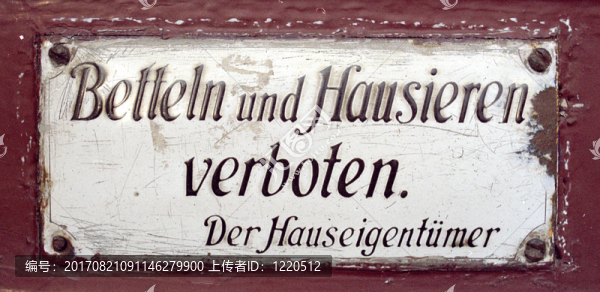 Betteln und Hausieren
verboten.
Der Hauseigentümer
编号：20170821091146279900 上传者ID：1220512